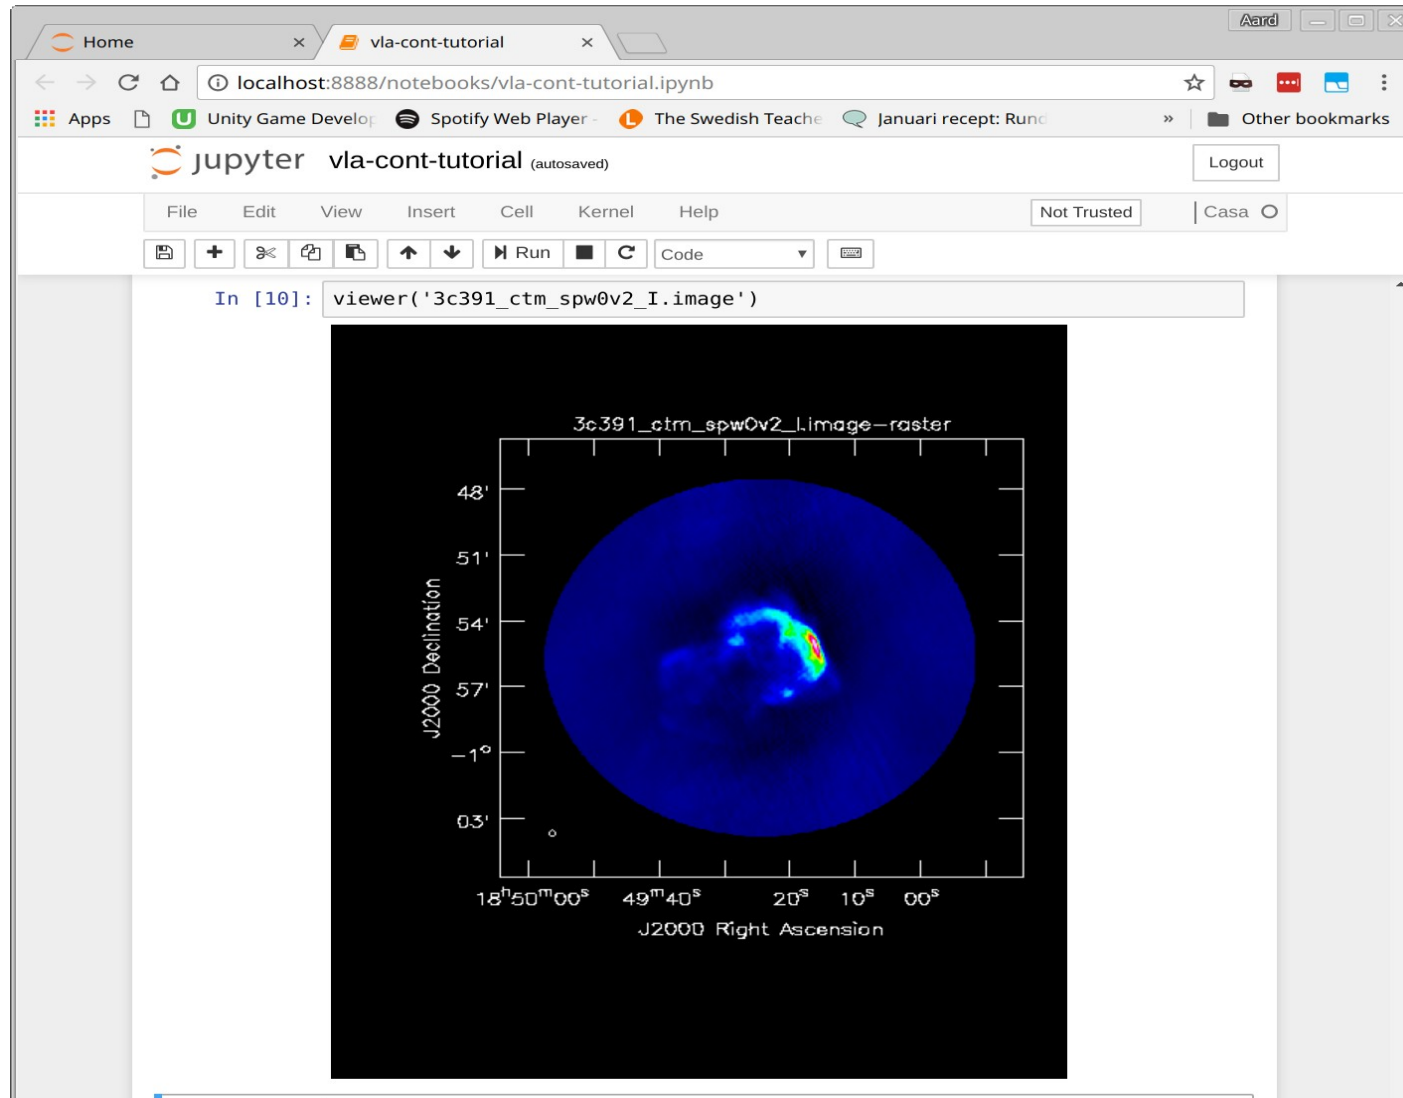 Aard
Home
vla-cont-tutorial
localhost:8888/notebooks/vla-cont-tutorial.ipynb
Apps Unity Game Develop Spotify Web Player - The Swedish Teache Januari recept: Rund » Other bookmarks
jupyter vla-cont-tutorial (autosaved) Logout
File Edit View Insert Cell Kernel Help Not Trusted Casa
Run Code
In [10]: viewer('3c391_ctm_spw0v2_I.image')
3c391_ctm_spw0v2_I.image-raster
48'
51'
54'
57'
-1°
03'
J2000 Declination
18h50m00s 49m40s 20s 10s 00s
J2000 Right Ascension